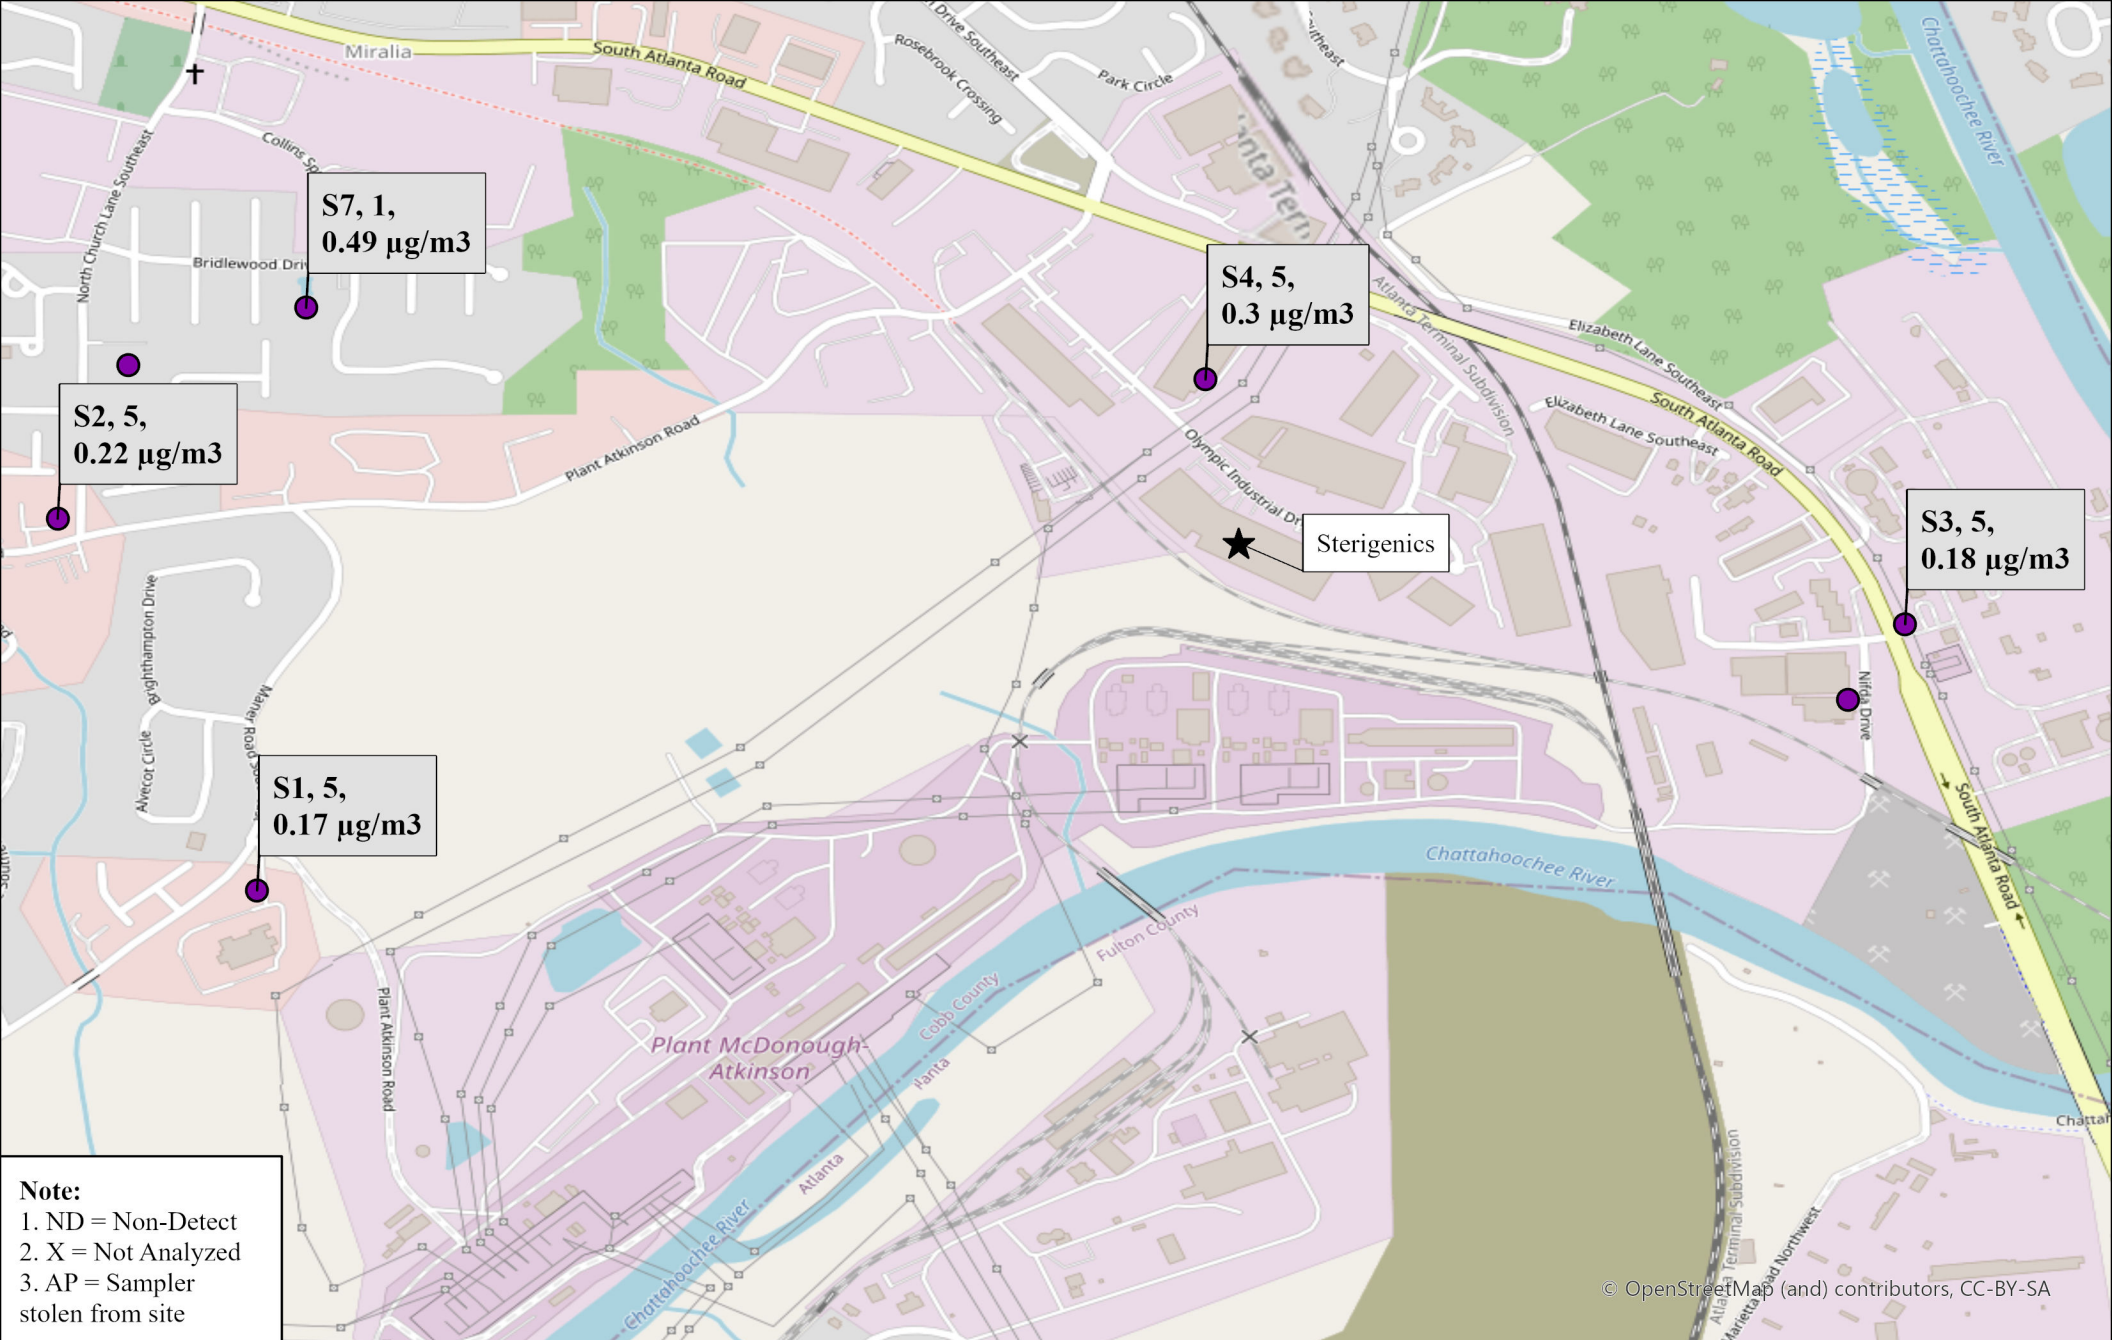 Miralia
South Atlanta Road
Drive Southeast
Rosebrook Crossing
Park Circle
Chattahoochee River
North Church Lane Southeast
Collins
S7, 1,
0.49 µg/m3
Bridlewood
S4, 5,
0.3 µg/m3
Atlanta Terminal Subdivision
Elizabeth Lane Southeast
Elizabeth Lane Southeast
South Atlanta Road
S2, 5,
0.22 µg/m3
Plant Atkinson Road
Olympic Industrial
Sterigenics
S3, 5,
0.18 µg/m3
Brighthampton Drive
Maner Road
Alvecot Circle
Nifda Drive
S1, 5,
0.17 µg/m3
South Atlanta Road
Chattahoochee River
Fulton County
Cobb County
Plant Atkinson Road
Plant McDonough-
Atkinson
Atlanta
Chattahoochee River
Atlanta Terminal Subdivision
Marietta Road Northwest
Note:
1. ND = Non-Detect
2. X = Not Analyzed
3. AP = Sampler
stolen from site
© OpenStreetMap (and) contributors, CC-BY-SA